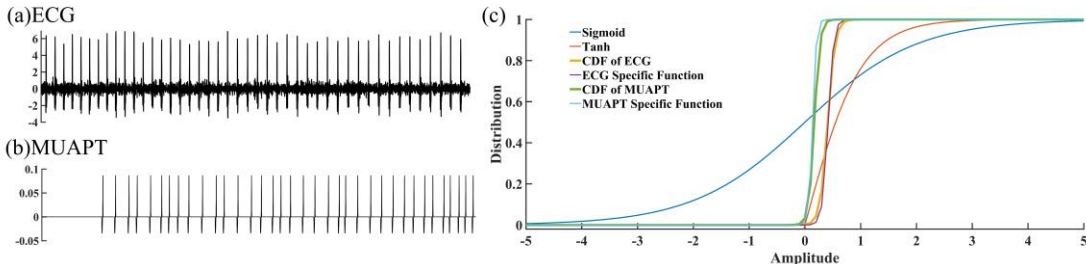 (a)ECG
6
4
2
0
-2
-4
(b)MUAPT
0.1
0.05
0
-0.05
(c)
Distribution
1
0.8
0.6
0.4
0.2
0
Sigmoid
Tanh
CDF of ECG
ECG Specific Function
CDF of MUAPT
MUAPT Specific Function
-5 -4 -3 -2 -1 0 1 2 3 4 5
Amplitude